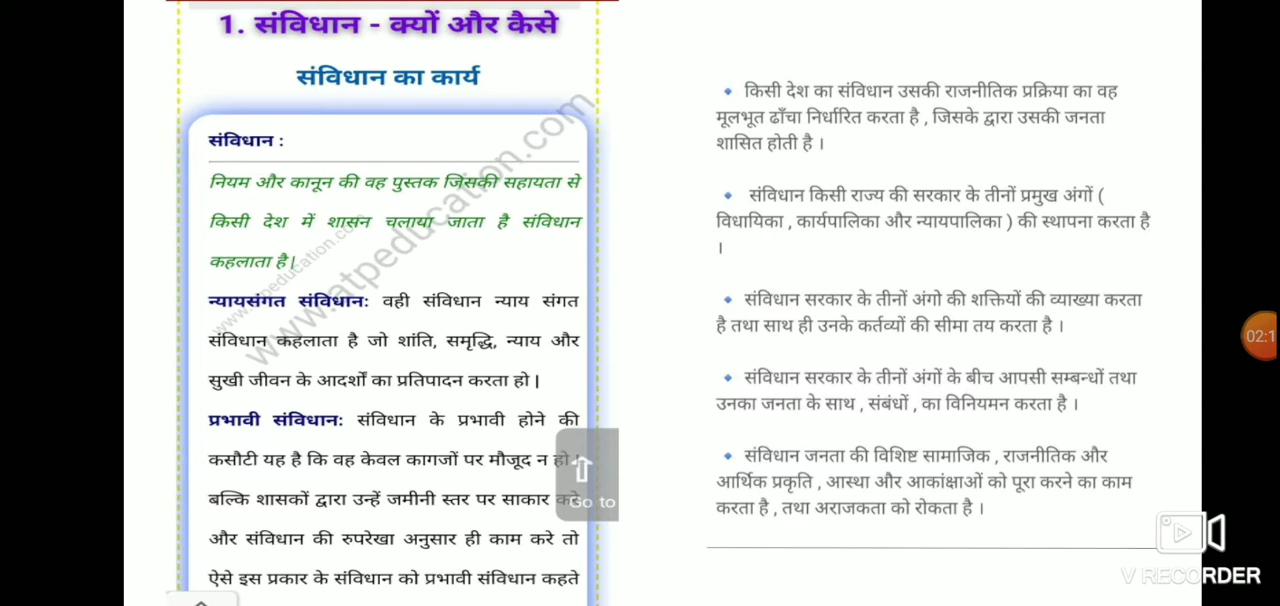 1. संविधान - क्यों और कैसे
संविधान का कार्य
संविधान :
नियम और कानून की वह पुस्तक जिसकी सहायता से
किसी देश में शासन चलाया जाता है संविधान
कहलाता है|
न्यायसंगत संविधान: वही संविधान न्याय संगत
संविधान कहलाता है जो शांति, समृद्धि, न्याय और
सुखी जीवन के आदर्शों का प्रतिपादन करता हो |
प्रभावी संविधान: संविधान के प्रभावी होने की
कसौटी यह है कि वह केवल कागजों पर मौजूद न हो |
बल्कि शासकों द्वारा उन्हें जमीनी स्तर पर साकार करे
और संविधान की रुपरेखा अनुसार ही काम करे तो
ऐसे इस प्रकार के संविधान को प्रभावी संविधान कहते
www.atpeducation.com
www.atpeducation.com
Go to
🔹 किसी देश का संविधान उसकी राजनीतिक प्रक्रिया का वह
मूलभूत ढाँचा निर्धारित करता है , जिसके द्वारा उसकी जनता
शासित होती है ।
🔹 संविधान किसी राज्य की सरकार के तीनों प्रमुख अंगों (
विधायिका , कार्यपालिका और न्यायपालिका ) की स्थापना करता है
।
🔹 संविधान सरकार के तीनों अंगो की शक्तियों की व्याख्या करता
है तथा साथ ही उनके कर्तव्यों की सीमा तय करता है ।
🔹 संविधान सरकार के तीनों अंगों के बीच आपसी सम्बन्धों तथा
उनका जनता के साथ , संबंधों , का विनियमन करता है ।
🔹 संविधान जनता की विशिष्ट सामाजिक , राजनीतिक और
आर्थिक प्रकृति , आस्था और आकांक्षाओं को पूरा करने का काम
करता है , तथा अराजकता को रोकता है ।
02:1
V RECORDER